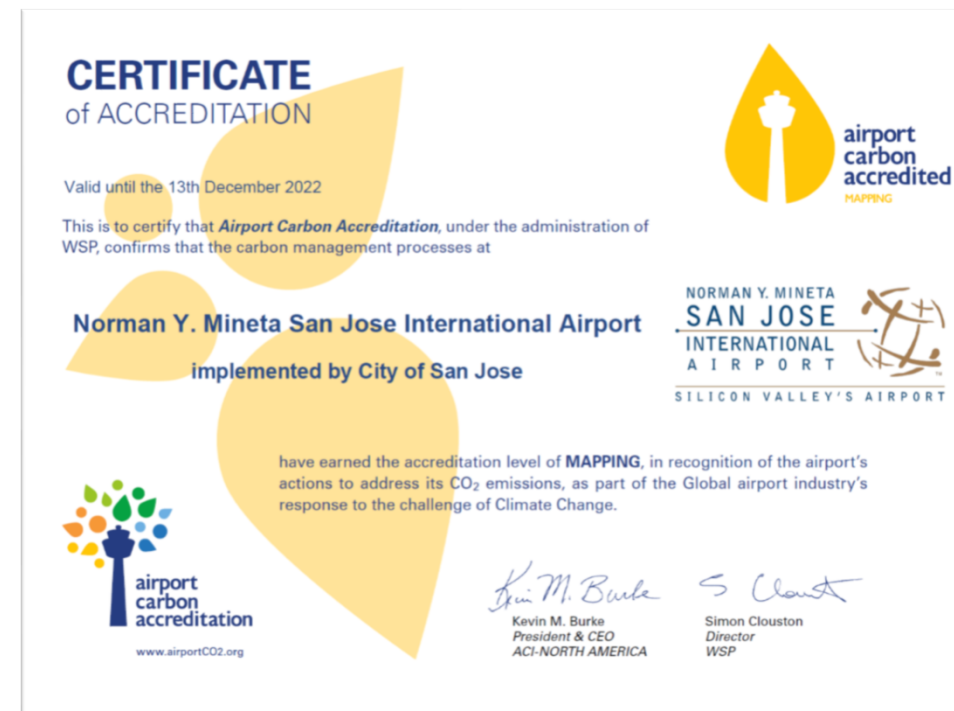 CERTIFICATE
of ACCREDITATION
airport
carbon
accredited
MAPPING
Valid until the 13th December 2022
This is to certify that Airport Carbon Accreditation, under the administration of
WSP, confirms that the carbon management processes at
Norman Y. Mineta San Jose International Airport
implemented by City of San Jose
NORMAN Y. MINETA
SAN JOSE
INTERNATIONAL
AIRPORT
TM
SILICON VALLEY'S AIRPORT
have earned the accreditation level of MAPPING, in recognition of the airport's
actions to address its CO₂ emissions, as part of the Global airport industry's
response to the challenge of Climate Change.
airport
carbon
accreditation
www.airportCO2.org
Kevin M. Burke
Kevin M. Burke
President & CEO
ACI-NORTH AMERICA
S Clouston
Simon Clouston
Director
WSP